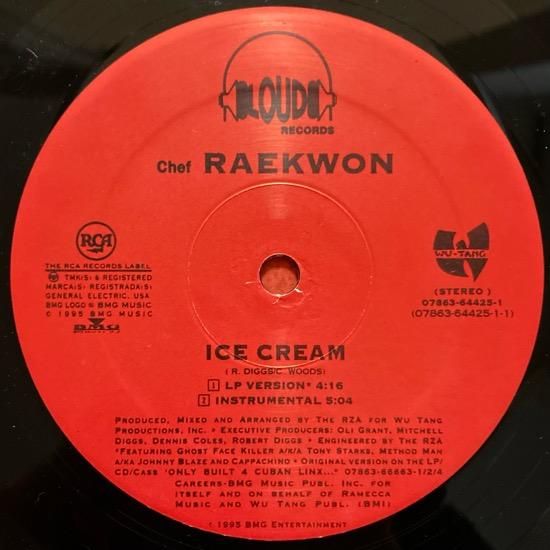 LOUD
RECORDS
Chef RAEKWON
RCA
THE RCA RECORDS LABEL
TMK(S) ® REGISTERED
MARCA(S) REGISTRADA(S)
GENERAL ELECTRIC, USA
BMG LOGO ® BMG MUSIC
© 1995 BMG MUSIC
BMG
WU-TANG
(STEREO)
07863-64425-1
(07863-64425-1-1)
ICE CREAM
(R. DIGGS/C. WOODS)
1 LP VERSION* 4:16
2 INSTRUMENTAL 5:04
PRODUCED, MIXED AND ARRANGED BY THE RZA FOR WU TANG
PRODUCTIONS, INC. • EXECUTIVE PRODUCERS: OLI GRANT, MITCHELL
DIGGS, DENNIS COLES, ROBERT DIGGS • ENGINEERED BY THE RZA
*FEATURING GHOST FACE KILLER A/K/A TONY STARKS, METHOD MAN
A/KA JOHNNY BLAZE AND CAPPACHINO • ORIGINAL VERSION ON THE LP/
CD/CASS 'ONLY BUILT 4 CUBAN LINX...' 07863-66663-1/2/4
CAREERS-BMG MUSIC PUBL. INC. FOR
ITSELF AND ON BEHALF OF RAMECCA
MUSIC AND WU TANG PUBL. (BMI)
1995 BMG ENTERTAINMENT